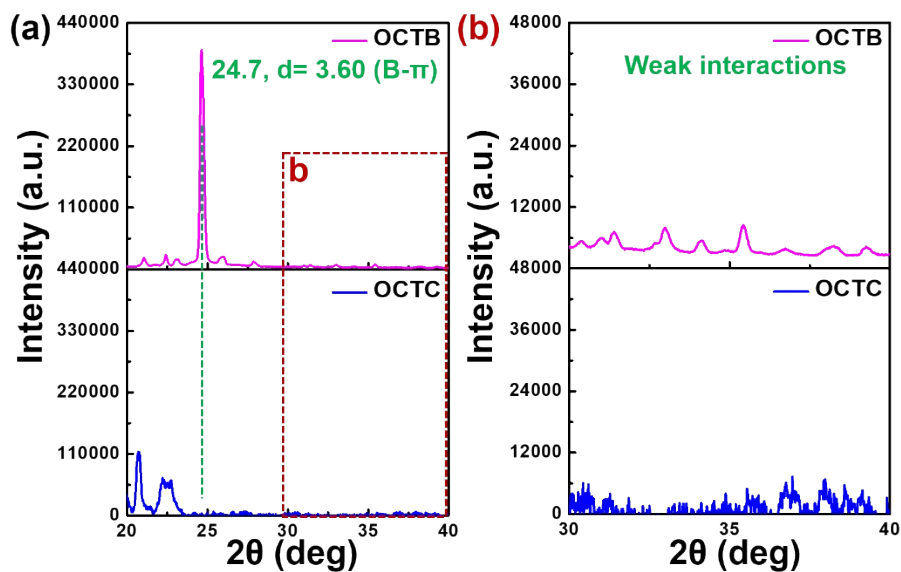 (a)
440000
330000
220000
110000
440000
330000
220000
110000
0
Intensity (a.u.)
Intensity (a.u.)
OCTB
24.7, d= 3.60 (B-π)
b
OCTC
20
25
30
35
40
2θ (deg)
(b)
48000
36000
24000
12000
48000
36000
24000
12000
0
Intensity (a.u.)
Intensity (a.u.)
OCTB
Weak interactions
OCTC
30
35
40
2θ (deg)